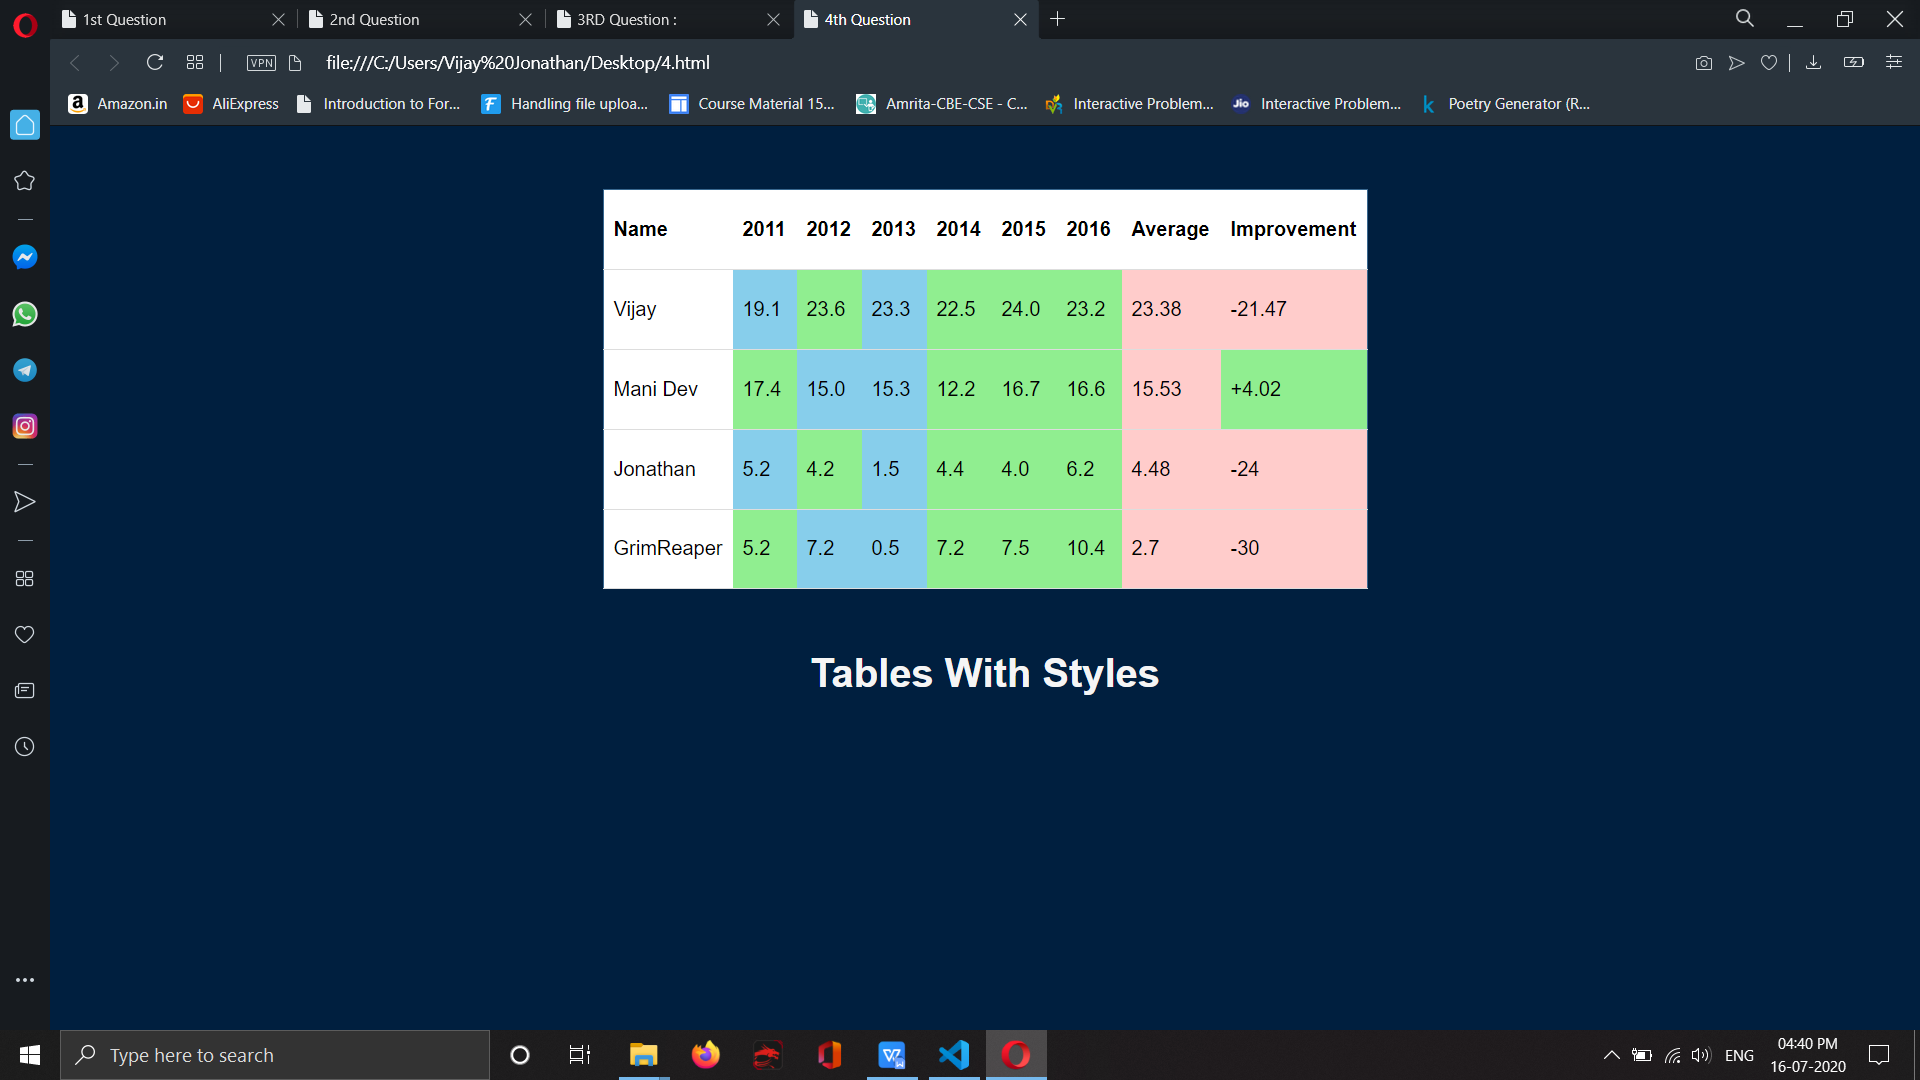 1st Question
2nd Question
3RD Question :
4th Question
VPN
file:///C:/Users/Vijay%20Jonathan/Desktop/4.html
Amazon.in
AliExpress
Introduction to For...
Handling file uploa...
Course Material 15...
Amrita-CBE-CSE - C...
Interactive Problem...
Jio
Interactive Problem...
Poetry Generator (R...
Name 2011 2012 2013 2014 2015 2016 Average Improvement
Vijay 19.1 23.6 23.3 22.5 24.0 23.2 23.38 -21.47
Mani Dev 17.4 15.0 15.3 12.2 16.7 16.6 15.53 +4.02
Jonathan 5.2 4.2 1.5 4.4 4.0 6.2 4.48 -24
GrimReaper 5.2 7.2 0.5 7.2 7.5 10.4 2.7 -30
Tables With Styles
Type here to search
ENG
04:40 PM
16-07-2020